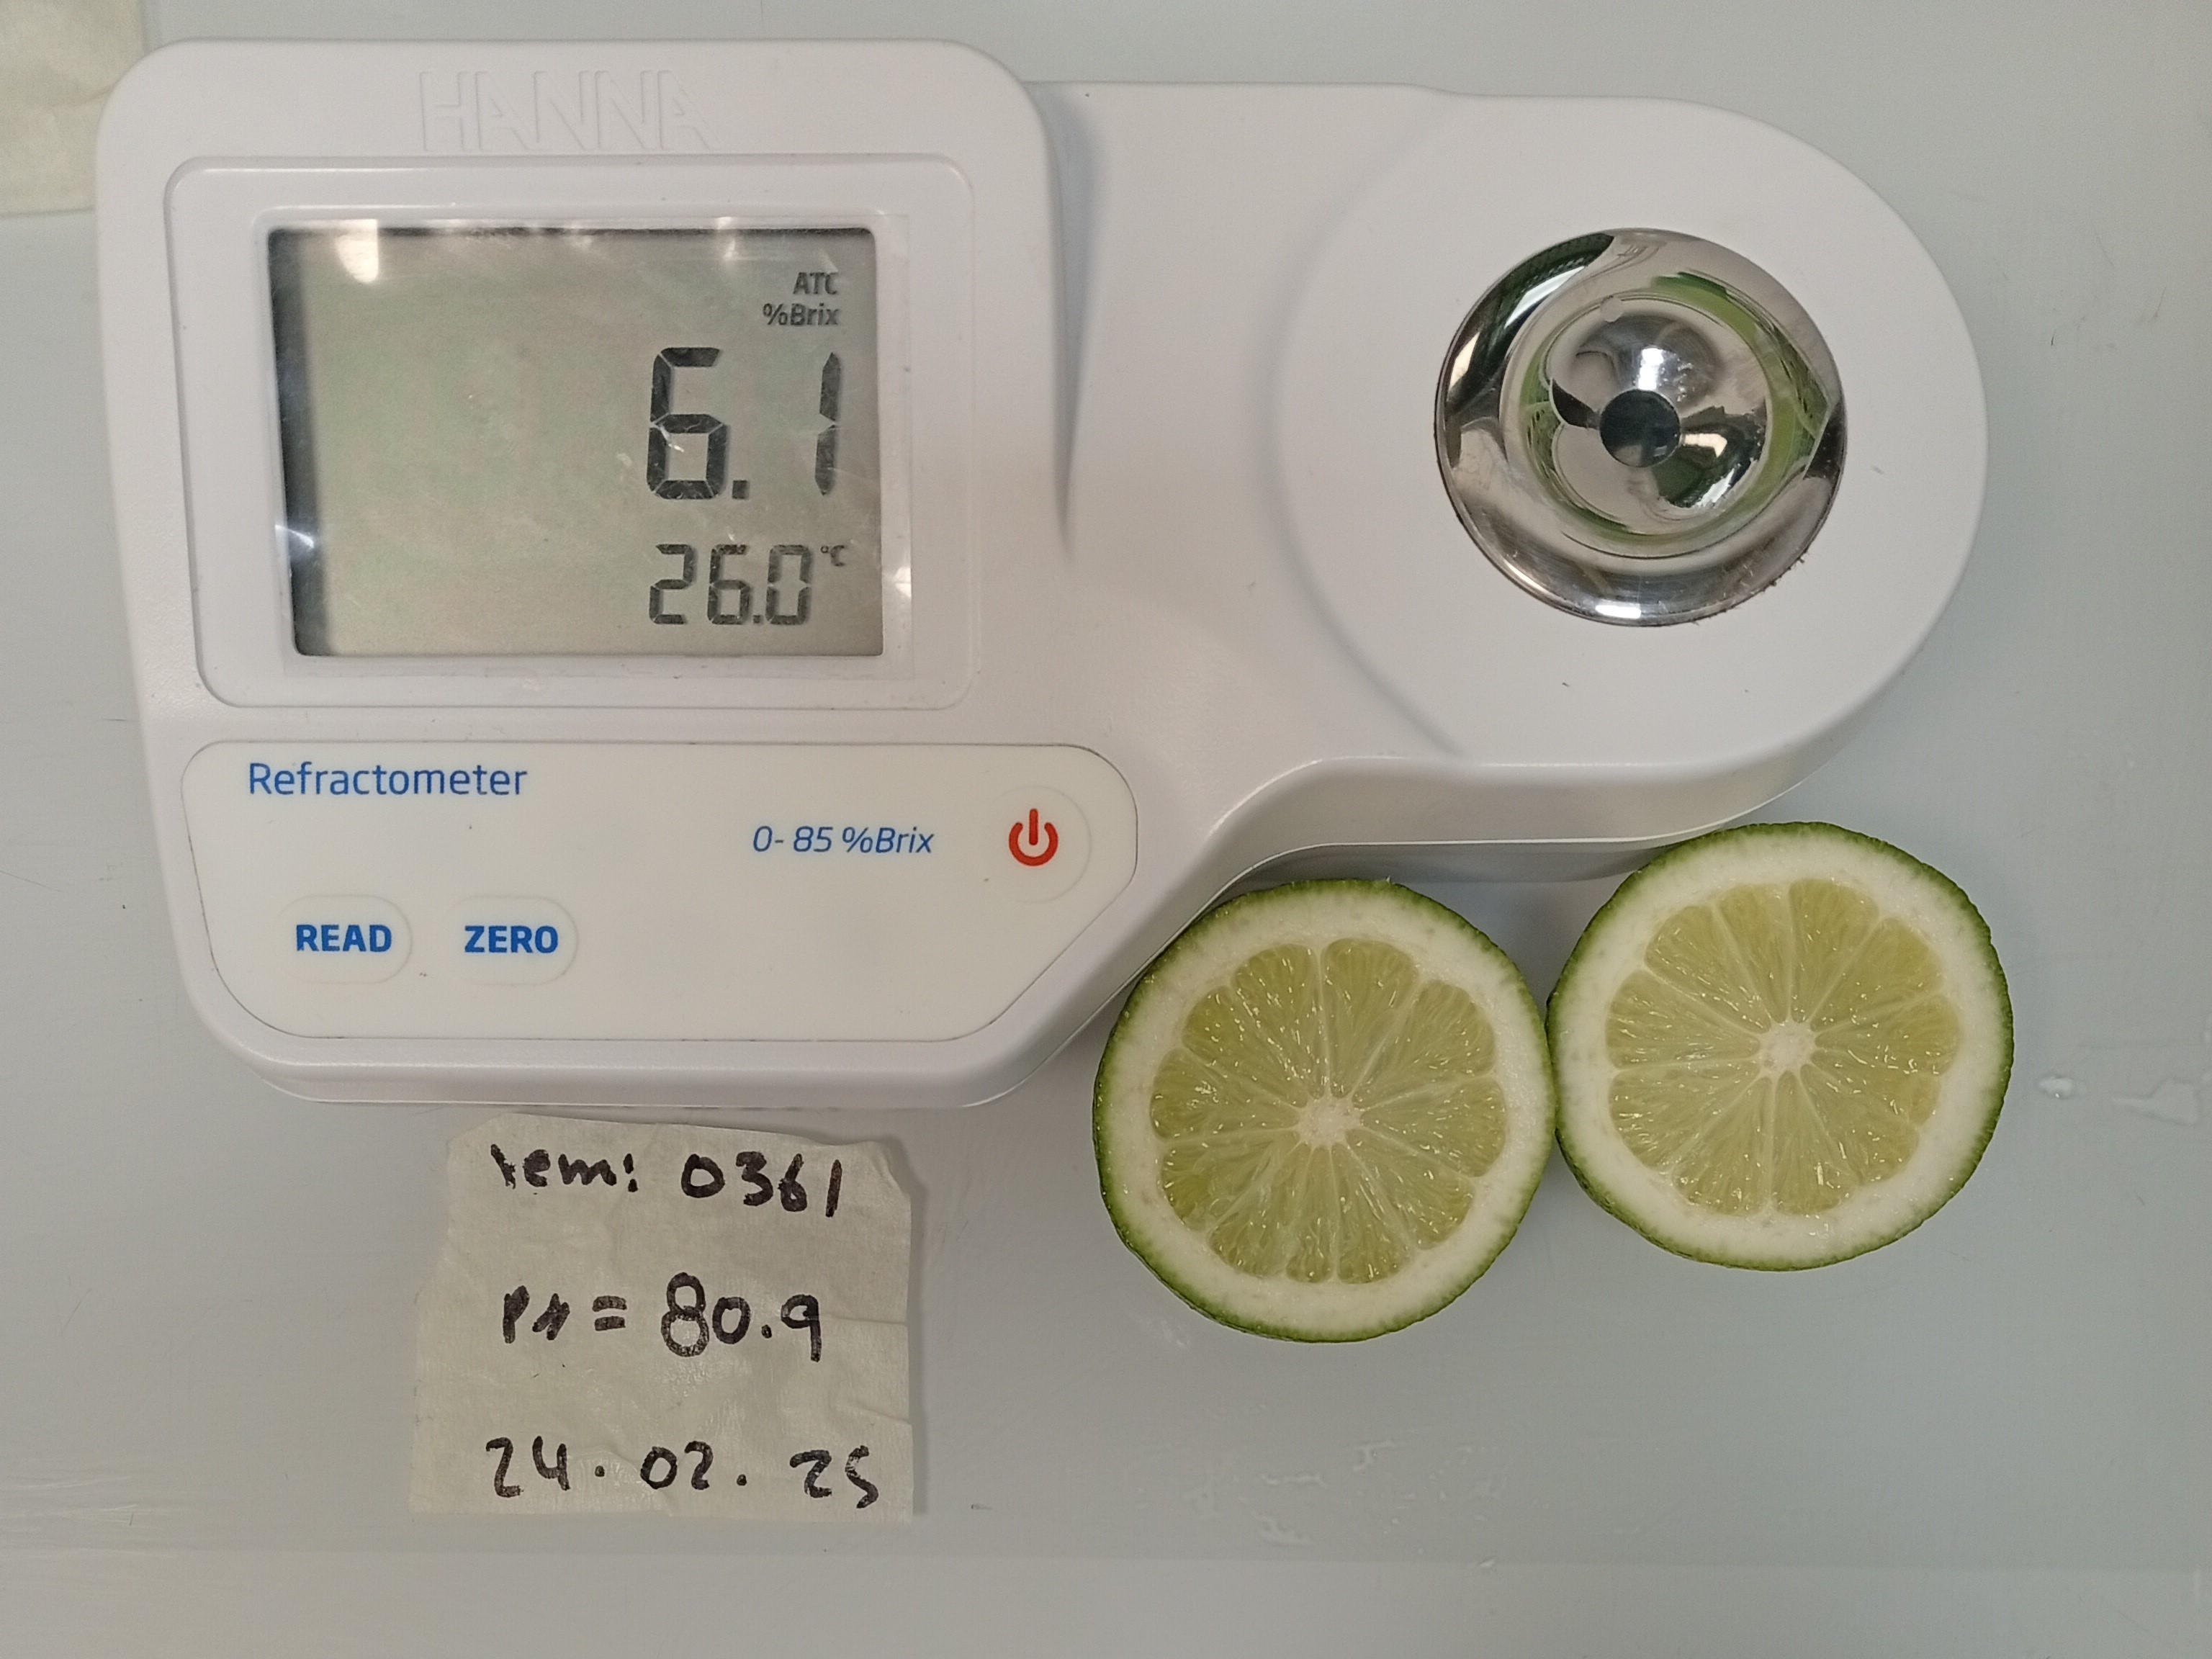 HANNA
ATC
%Brix
6.1
26.0°C
Refractometer
0-85 %Brix
READ
ZERO
0361
= 80.9
24.02.25